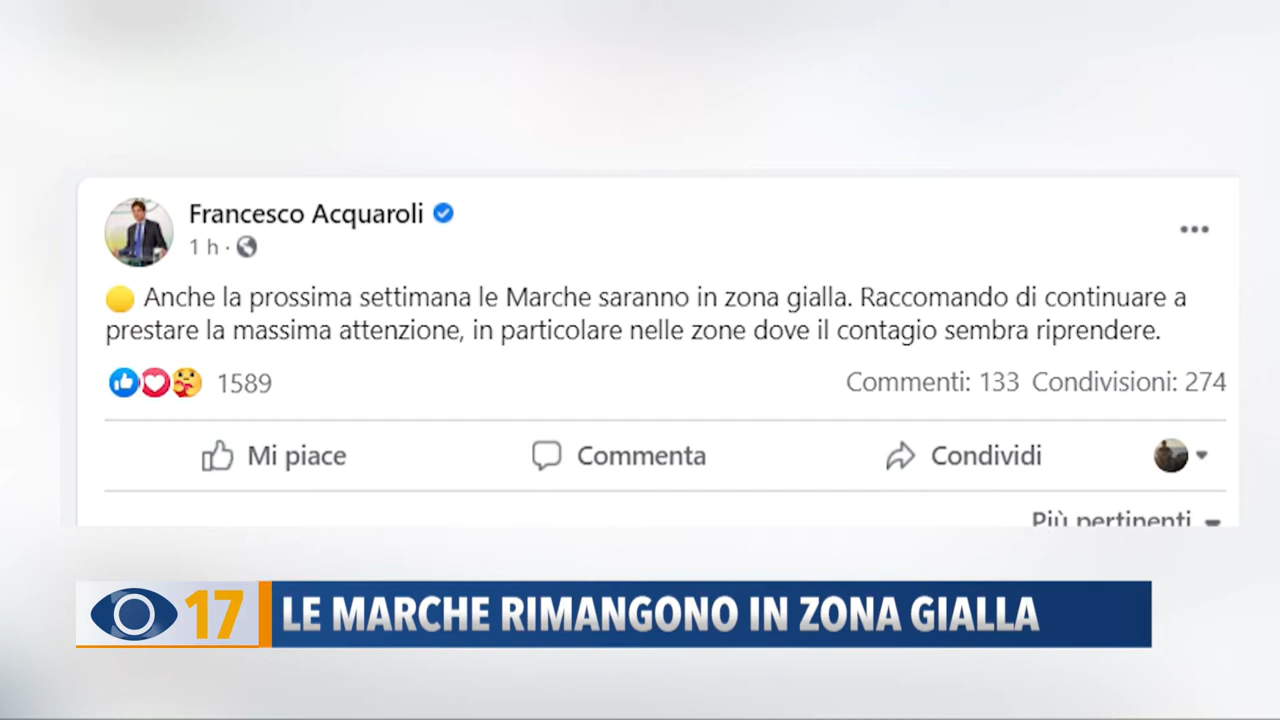 Francesco Acquaroli
1 h ·
Anche la prossima settimana le Marche saranno in zona gialla. Raccomando di continuare a
prestare la massima attenzione, in particolare nelle zone dove il contagio sembra riprendere.
1589 Commenti: 133 Condivisioni: 274
Mi piace Commenta Condividi
Più pertinenti
17 LE MARCHE RIMANGONO IN ZONA GIALLA